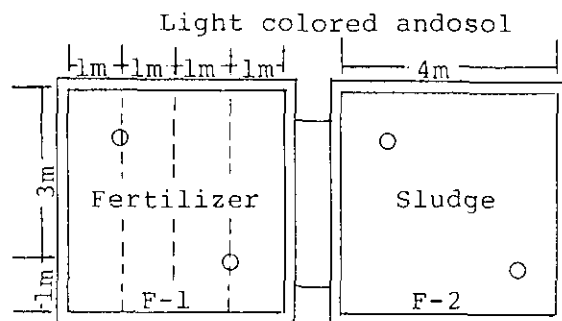 Light colored andosol
1m 1m 1m 1m
4m
3m
Fertilizer
Sludge
1m
F-1
F-2